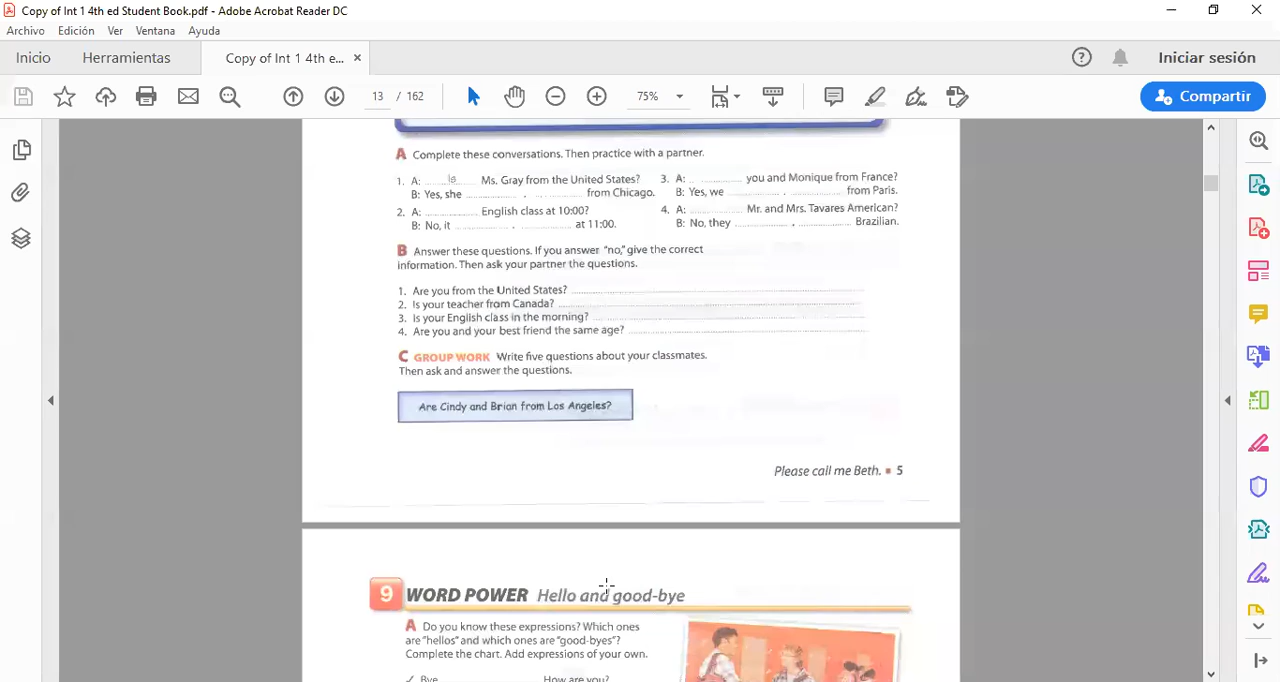 Copy of Int 1 4th ed Student Book.pdf - Adobe Acrobat Reader DC
Archivo Edición Ver Ventana Ayuda
Inicio Herramientas Copy of Int 1 4th e... × Iniciar sesión
13 / 162 75% Compartir
A Complete these conversations. Then practice with a partner.
1. A: Is Ms. Gray from the United States?
B: Yes, she ............ . ............ from Chicago.
2. A: ............ English class at 10:00?
B: No, it ............ . ............ at 11:00.
3. A: ............ you and Monique from France?
B: Yes, we ............ . ............ from Paris.
4. A: ............ Mr. and Mrs. Tavares American?
B: No, they ............ . ............ Brazilian.
B Answer these questions. If you answer "no," give the correct
information. Then ask your partner the questions.
1. Are you from the United States?
2. Is your teacher from Canada?
3. Is your English class in the morning?
4. Are you and your best friend the same age?
C GROUP WORK Write five questions about your classmates.
Then ask and answer the questions.
Are Cindy and Brian from Los Angeles?
Please call me Beth. ▪ 5
9 WORD POWER Hello and good-bye
A Do you know these expressions? Which ones
are "hellos" and which ones are "good-byes"?
Complete the chart. Add expressions of your own.
✓ Bye. How are you?